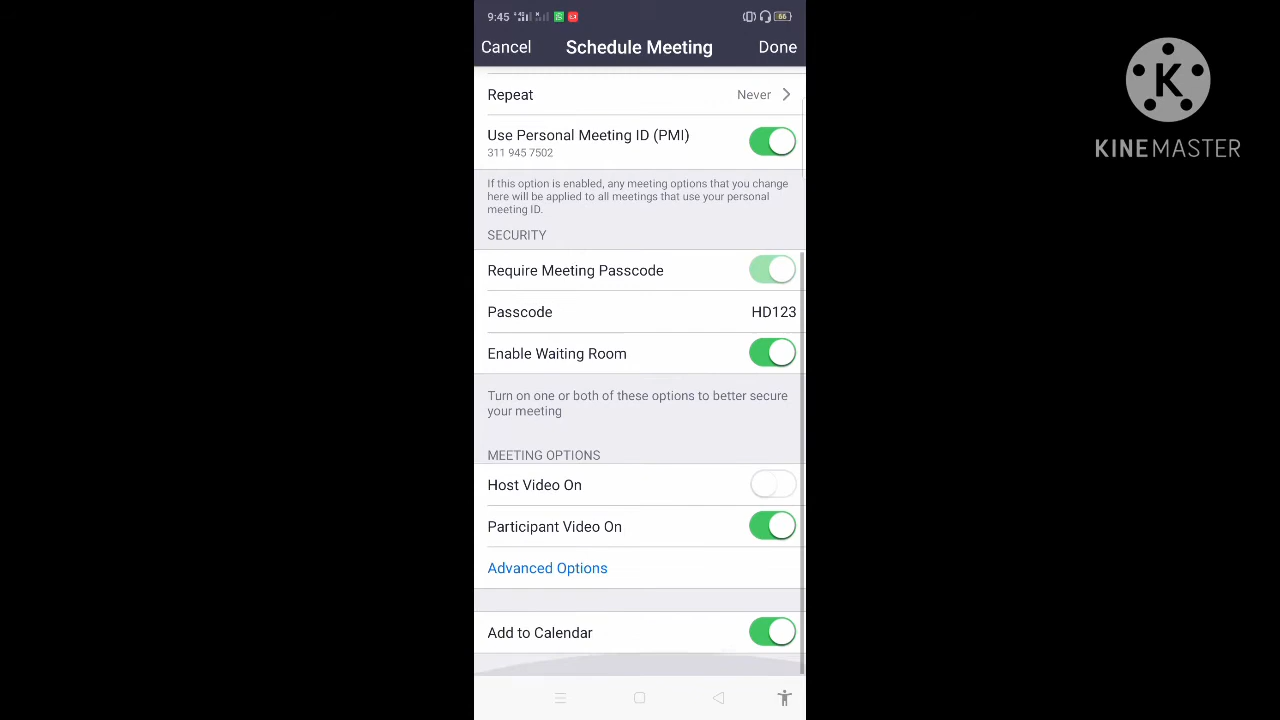 9:45
86
Cancel
Schedule Meeting
Done
Repeat
Never
Use Personal Meeting ID (PMI)
311 945 7502
If this option is enabled, any meeting options that you change
here will be applied to all meetings that use your personal
meeting ID.
SECURITY
Require Meeting Passcode
Passcode
HD123
Enable Waiting Room
Turn on one or both of these options to better secure
your meeting
MEETING OPTIONS
Host Video On
Participant Video On
Advanced Options
Add to Calendar
K
KINEMASTER